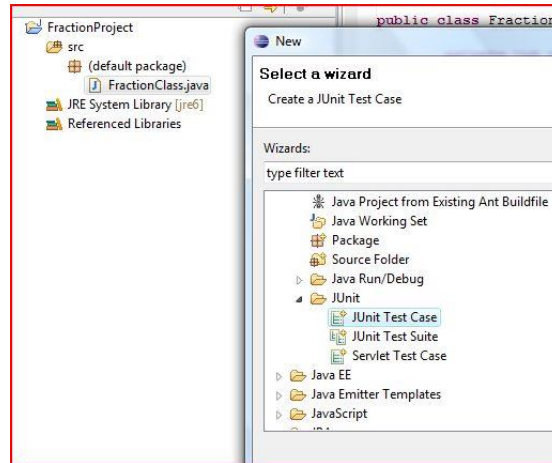 FractionProject
src
(default package)
FractionClass.java
JRE System Library [jre6]
Referenced Libraries
public class Fraction
New
Select a wizard
Create a JUnit Test Case
Wizards:
type filter text
Java Project from Existing Ant Buildfile
Java Working Set
Package
Source Folder
Java Run/Debug
JUnit
JUnit Test Case
JUnit Test Suite
Servlet Test Case
Java EE
Java Emitter Templates
JavaScript